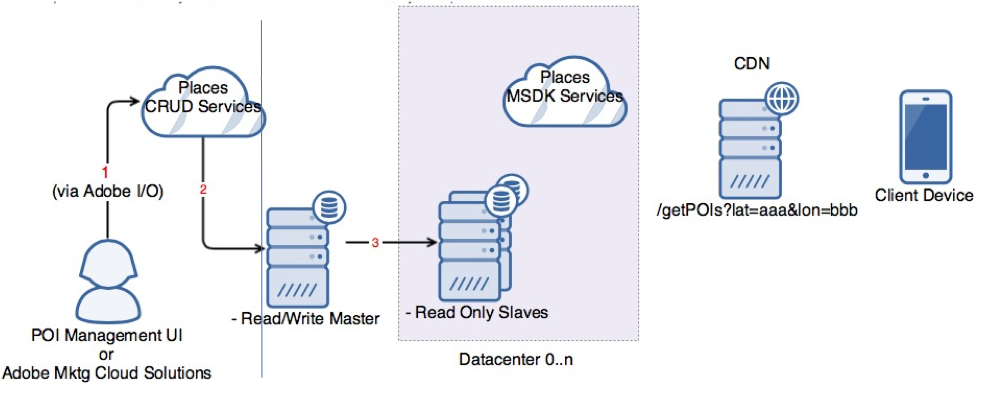 Places
CRUD Services
1
(via Adobe I/O)
2
3
POI Management UI
or
Adobe Mktg Cloud Solutions
- Read/Write Master
- Read Only Slaves
Places
MSDK Services
Datacenter 0..n
CDN
/getPOIs?lat=aaa&lon=bbb
Client Device